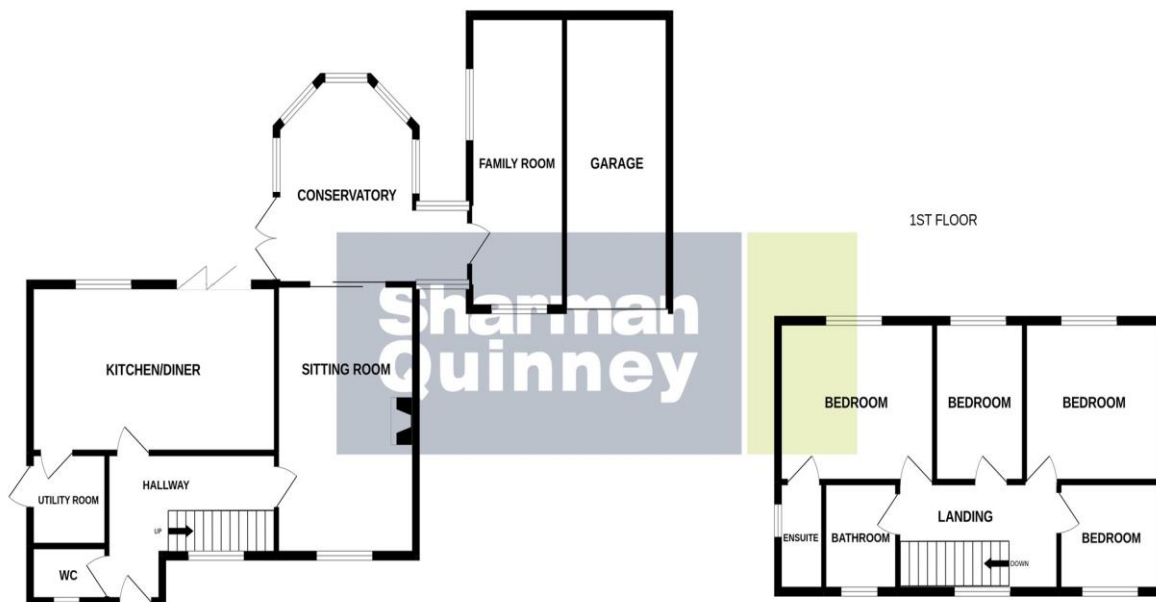 FAMILY ROOM
GARAGE
CONSERVATORY
1ST FLOOR
Sharman
Quinney
KITCHEN/DINER
SITTING ROOM
HALLWAY
UTILITY ROOM
UP
WC
BEDROOM
BEDROOM
BEDROOM
LANDING
ENSUITE
BATHROOM
BEDROOM
DOWN